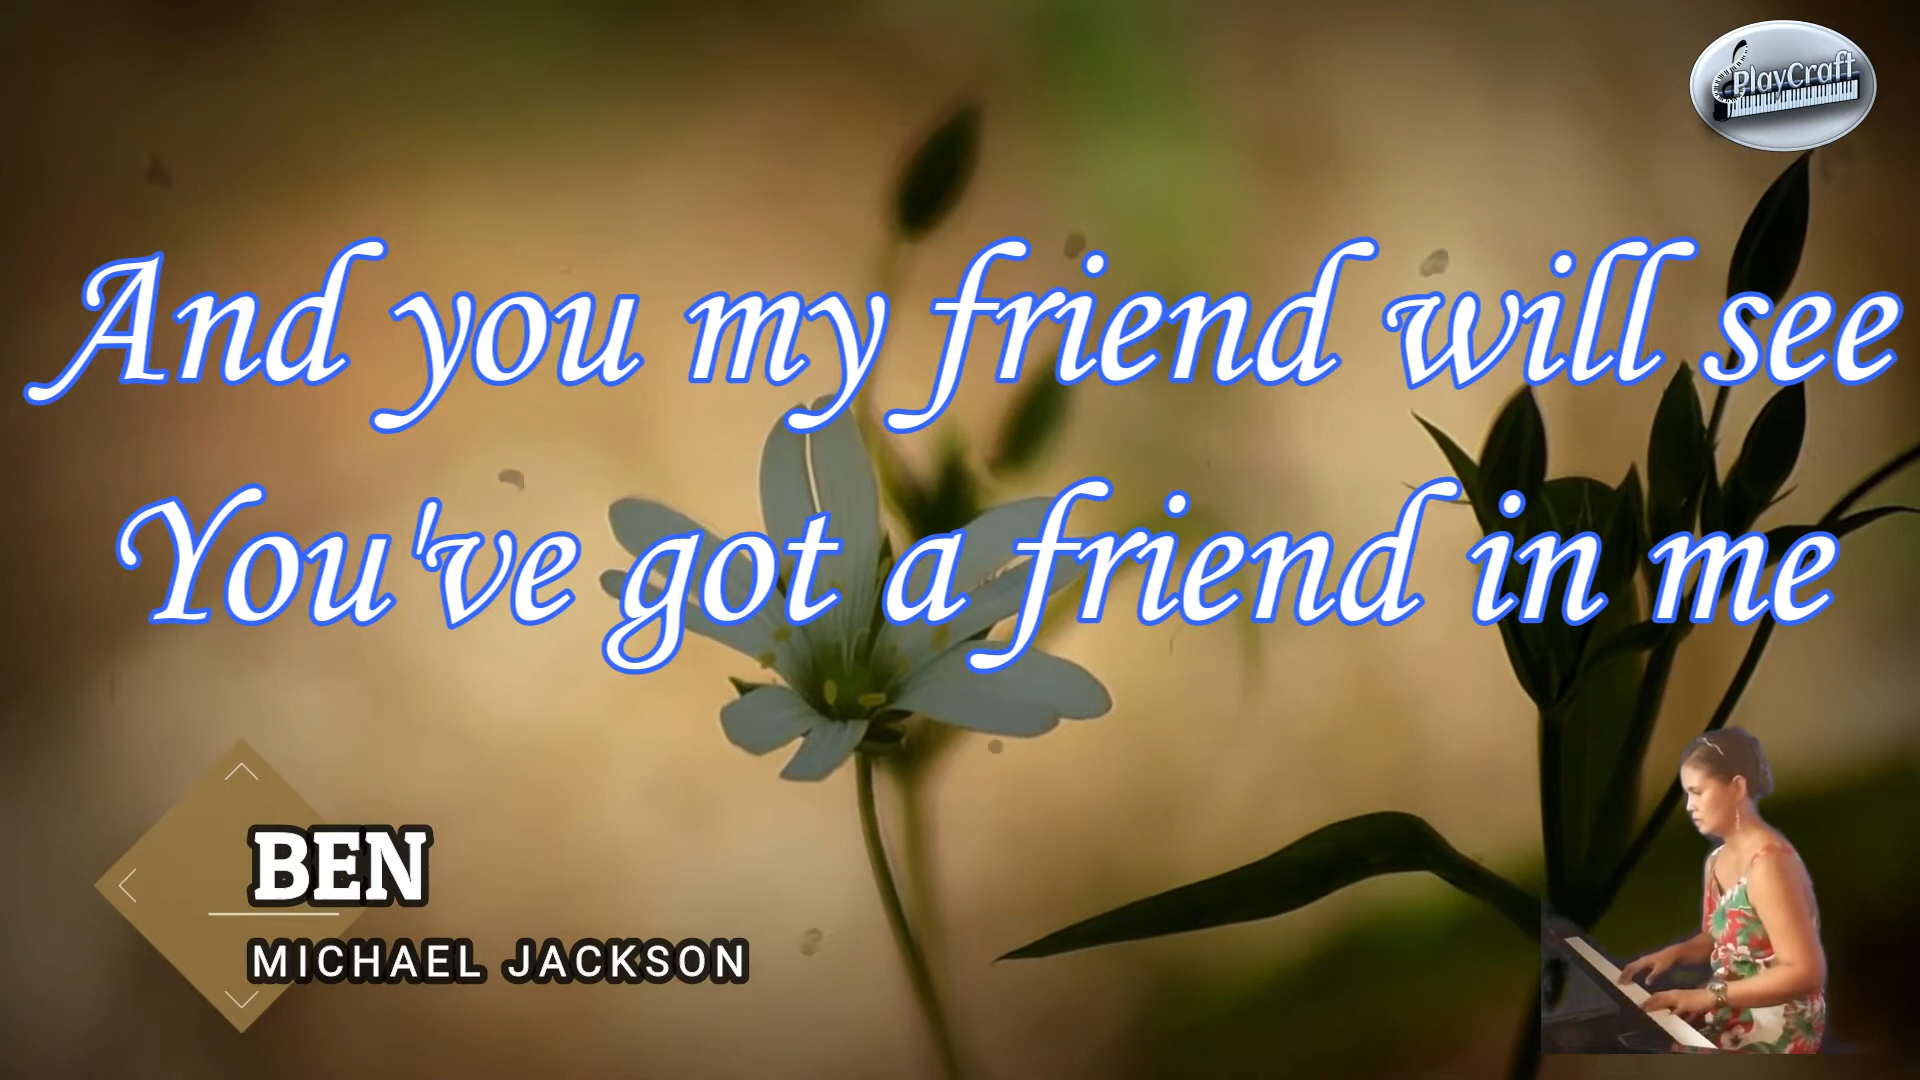 PlayCraft
And you my friend will see
You've got a friend in me
BEN
MICHAEL JACKSON